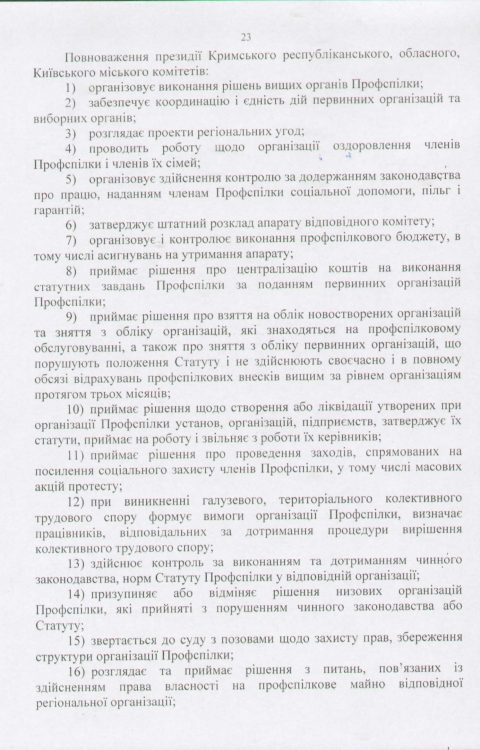 23
Повноваження президії Кримського республіканського, обласного,
Київського міського комітетів:
1) організовує виконання рішень вищих органів Профспілки;
2) забезпечує координацію і єдність дій первинних організацій та
виборних органів;
3) розглядає проекти регіональних угод;
4) проводить роботу щодо організації оздоровлення членів
Профспілки і членів їх сімей;
5) організовує здійснення контролю за додержанням законодавства
про працю, наданням членам Профспілки соціальної допомоги, пільг і
гарантій;
6) затверджує штатний розклад апарату відповідного комітету;
7) організовує і контролює виконання профспілкового бюджету, в
тому числі асигнувань на утримання апарату;
8) приймає рішення про централізацію коштів на виконання
статутних завдань Профспілки за поданням первинних організацій
Профспілки;
9) приймає рішення про взяття на облік новостворених організацій
та зняття з обліку організацій, які знаходяться на профспілковому
обслуговуванні, а також про зняття з обліку первинних організацій, що
порушують положення Статуту і не здійснюють своєчасно і в повному
обсязі відрахувань профспілкових внесків вищим за рівнем організаціям
протягом трьох місяців;
10) приймає рішення щодо створення або ліквідації утворених при
організації Профспілки установ, організацій, підприємств, затверджує їх
статути, приймає на роботу і звільняє з роботи їх керівників;
11) приймає рішення про проведення заходів, спрямованих на
посилення соціального захисту членів Профспілки, у тому числі масових
акцій протесту;
12) при виникненні галузевого, територіального колективного
трудового спору формує вимоги організації Профспілки, визначає
працівників, відповідальних за дотримання процедури вирішення
колективного трудового спору;
13) здійснює контроль за виконанням та дотриманням чинного
законодавства, норм Статуту Профспілки у відповідній організації;
14) призупиняє або відміняє рішення низових організацій
Профспілки, які прийняті з порушенням чинного законодавства або
Статуту;
15) звертається до суду з позовами щодо захисту прав, збереження
структури організації Профспілки;
16) розглядає та приймає рішення з питань, пов’язаних із
здійсненням права власності на профспілкове майно відповідної
регіональної організації;